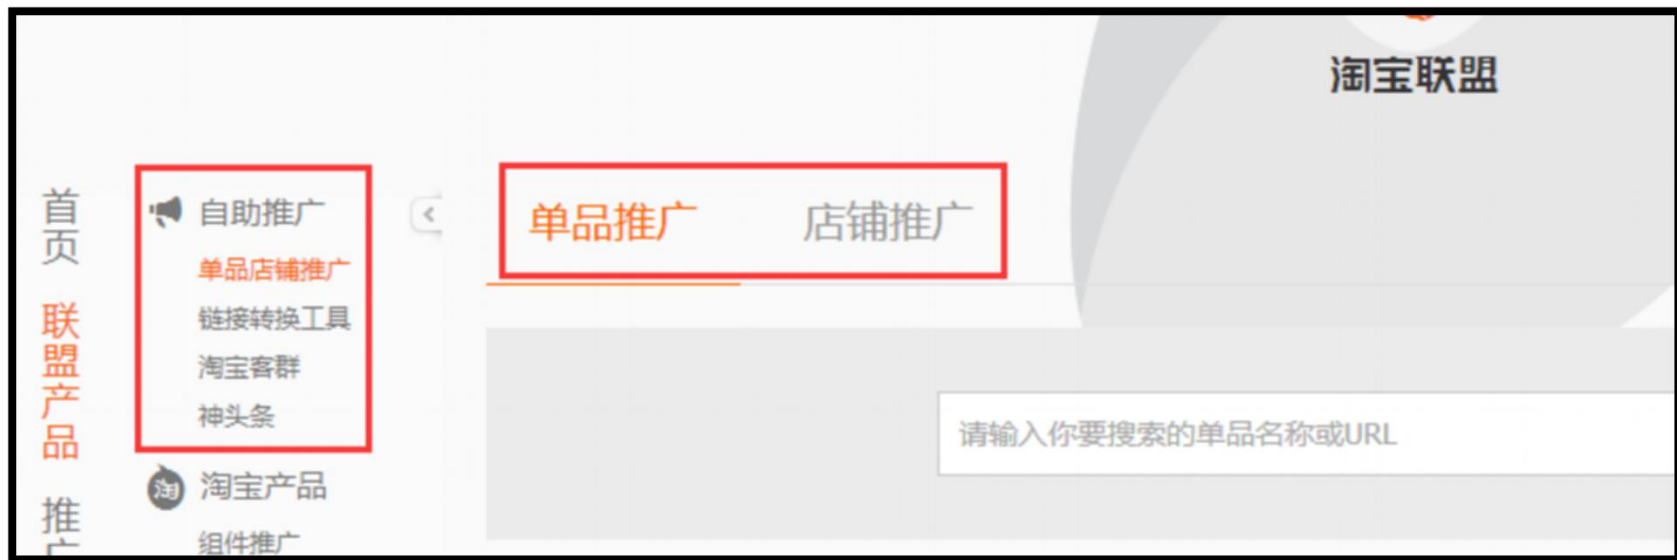 淘宝联盟
首页
联盟产品
推广
自助推广
单品店铺推广
链接转换工具
淘宝客群
神头条
淘宝产品
组件推广
单品推广 店铺推广
请输入你要搜索的单品名称或URL